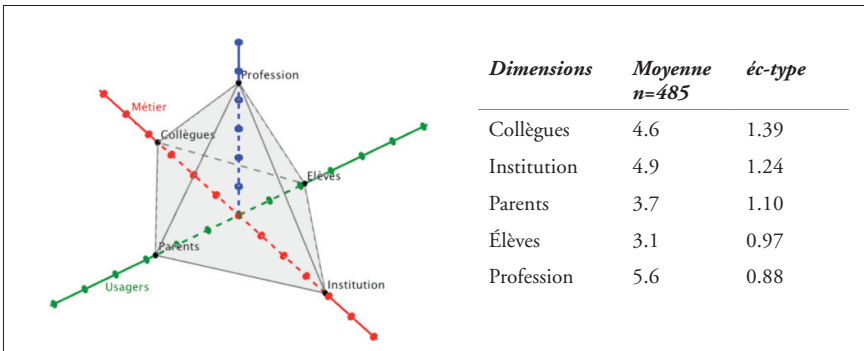 Profession
Métier
Collègues
Elèves
Parents
Institution
Usagers
Dimensions Moyenne éc-type
n=485
Collègues 4.6 1.39
Institution 4.9 1.24
Parents 3.7 1.10
Élèves 3.1 0.97
Profession 5.6 0.88